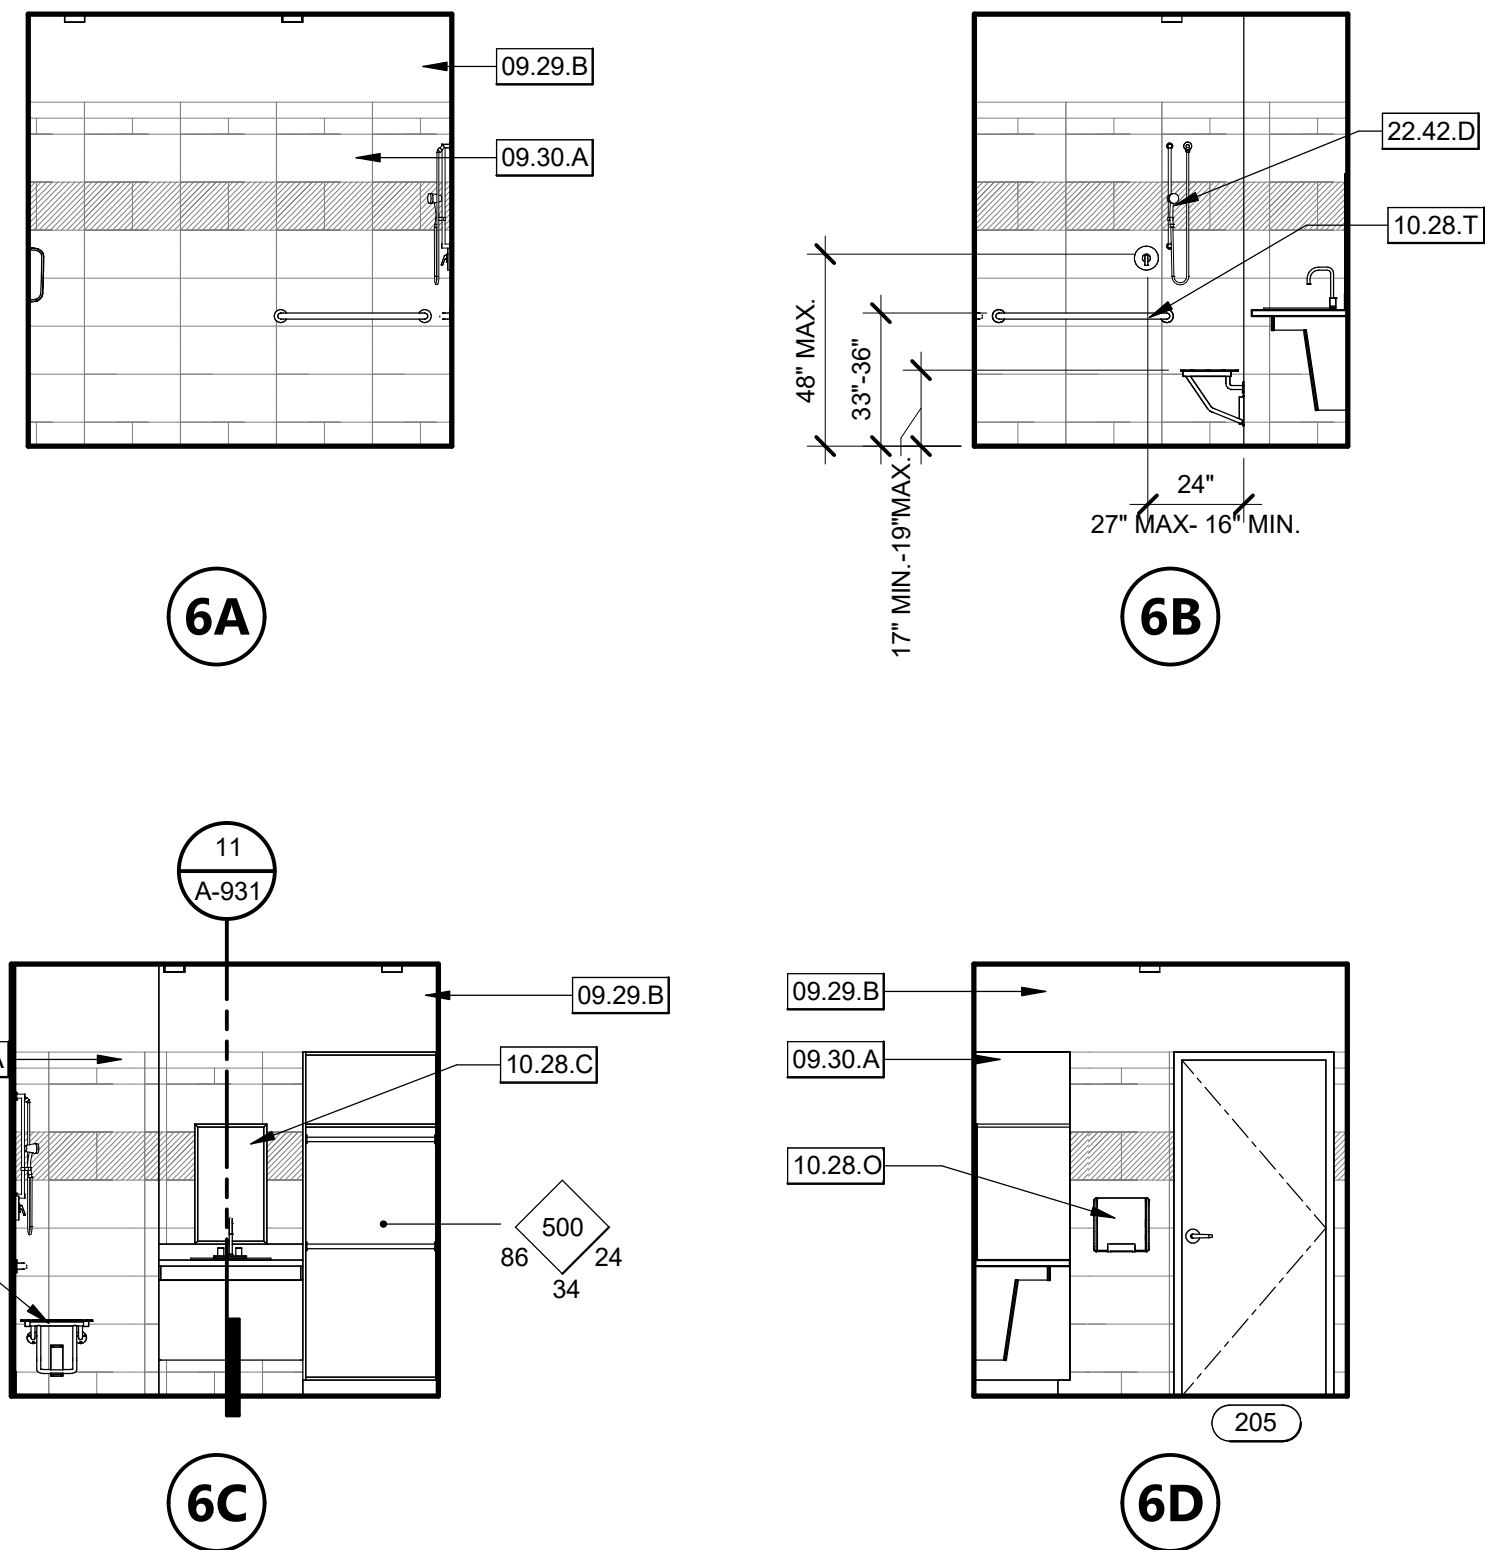 09.29.B
09.30.A
6A
22.42.D
10.28.T
48" MAX.
33"-36"
17" MIN.-19"MAX.
24"
27" MAX- 16" MIN.
6B
11
A-931
09.29.B
A
10.28.C
500
86
24
34
6C
09.29.B
09.30.A
10.28.O
205
6D